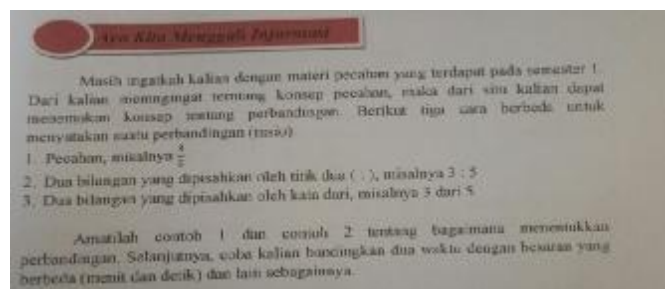 Ayo Kita Menggali Informasi
Masih ingatkah kalian dengan materi pecahan yang terdapat pada semester 1.
Dari kalian mengingat tentang konsep pecahan, maka dari situ kalian dapat
menemukan konsep tentang perbandingan. Berikut tiga cara berbeda untuk
menyatakan suatu perbandingan (rasio)
1. Pecahan, misalnya
2. Dua bilangan yang dipisahkan oleh titik dua ( : ), misalnya 3 : 5
3. Dua bilangan yang dipisahkan oleh kata dari, misalnya 3 dari 5
Amatilah contoh 1 dan contoh 2 tentang bagaimana menentukkan
perbandingan. Selanjutnya, coba kalian bandingkan dua waktu dengan besaran yang
berbeda (menit dan detik) dan lain sebagainya.